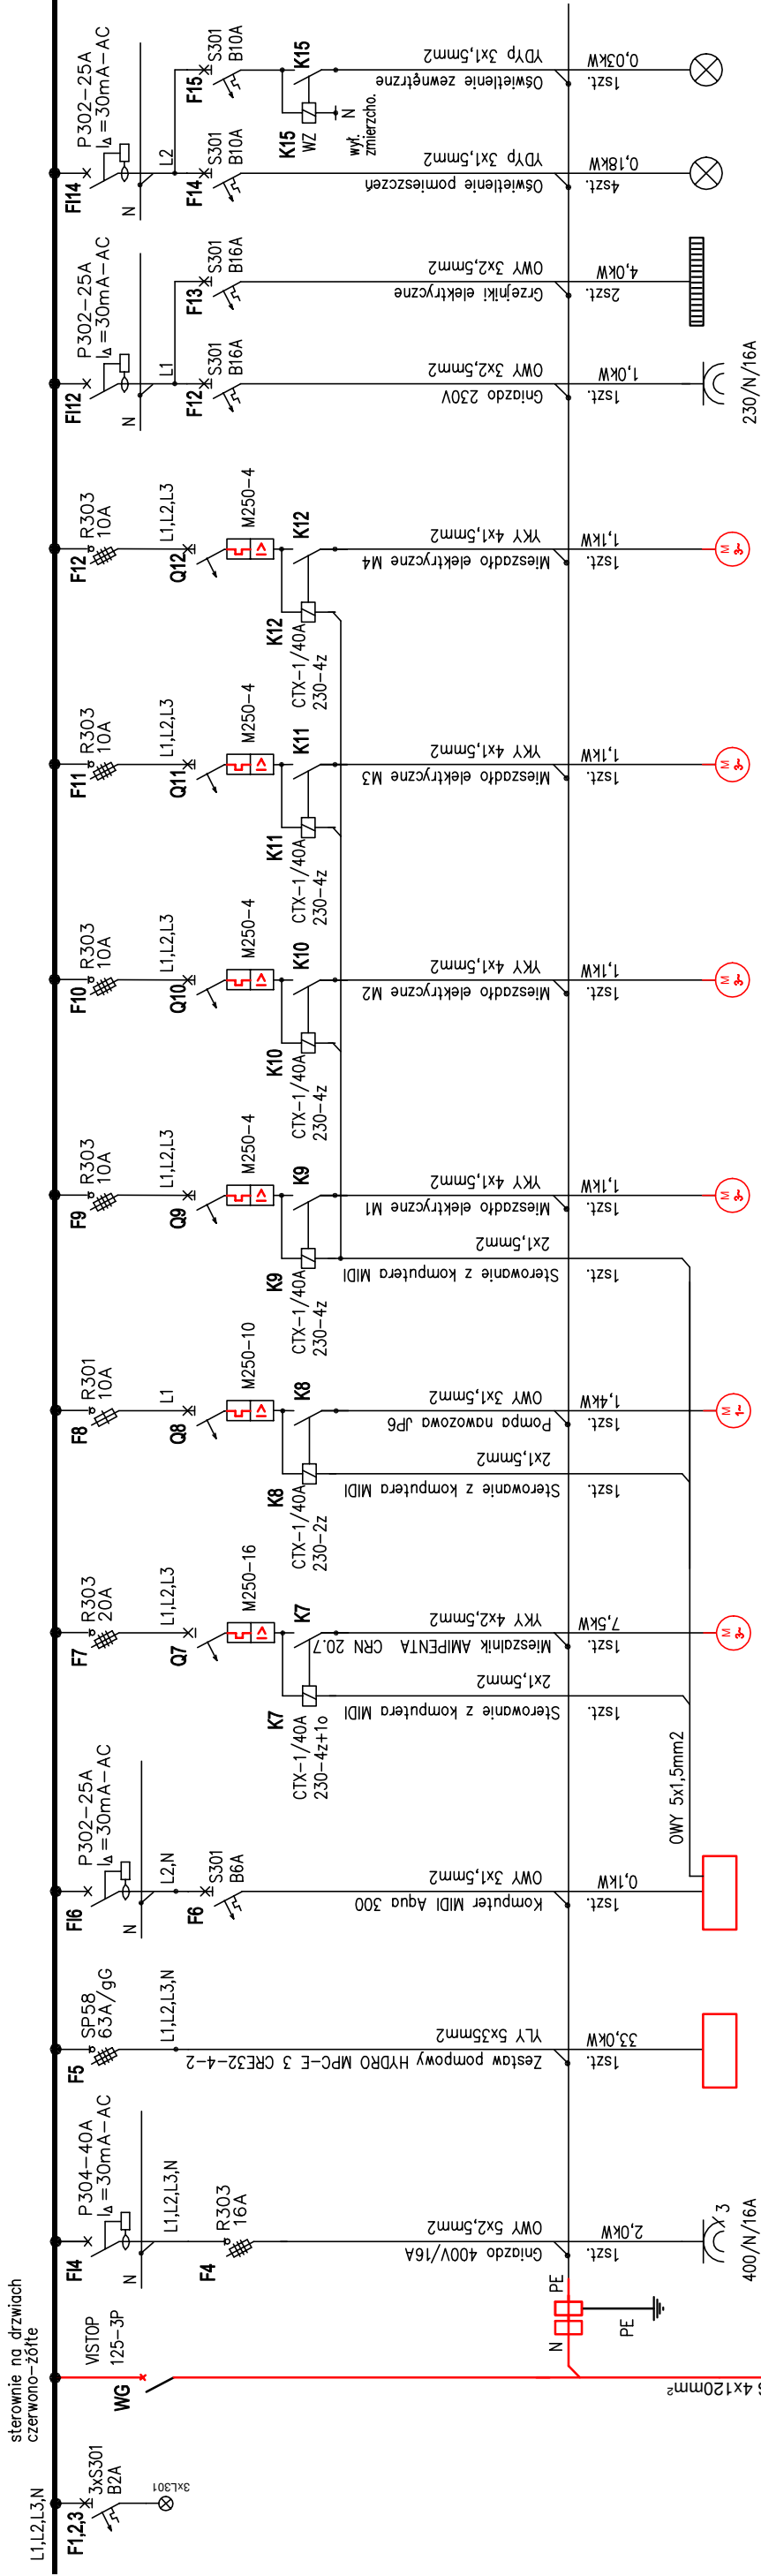 sterownie na drzwiach
czerwono-żółte
L1,L2,L3,N
F1,2,3
3xS301
B2A
3xL301
VISTOP
125-3P
WG
4x120mm²
N
PE
PE
FI4
P304-40A
I∆=30mA-AC
N
L1,L2,L3,N
F4
R303
16A
Gniazdo 400V/16A
OWY 5x2,5mm2
1szt.
2,0kW
x3
400/N/16A
F5
SP58
63A/gG
L1,L2,L3,N
Zestaw pompowy HYDRO MPC-E 3 CRE32-4-2
YLY 5x35mm2
1szt.
33,0kW
FI6
P302-25A
I∆=30mA-AC
N
L2,N
F6
S301
B6A
Komputer MIDI Aqua 300
OWY 3x1,5mm2
1szt.
0,1kW
OWY 5x1,5mm2
F7
R303
20A
L1,L2,L3
Q7
M250-16
K7
K7
CTX-1/40A
230-4z+1o
Sterowanie z komputera MIDI
2x1,5mm2
1szt.
Mieszalnik AMIPENTA CRN 20.7
YKY 4x2,5mm2
1szt.
7,5kW
M
3~
F8
R301
10A
L1
Q8
M250-10
K8
K8
CTX-1/40A
230-2z
Sterowanie z komputera MIDI
2x1,5mm2
1szt.
Pompa nawozowa JP6
OWY 3x1,5mm2
1szt.
1,4kW
M
1~
F9
R303
10A
L1,L2,L3
Q9
M250-4
K9
K9
CTX-1/40A
230-4z
Sterowanie z komputera MIDI
2x1,5mm2
1szt.
Mieszadło elektryczne M1
YKY 4x1,5mm2
1szt.
1,1kW
M
3~
F10
R303
10A
L1,L2,L3
Q10
M250-4
K10
K10
CTX-1/40A
230-4z
Mieszadło elektryczne M2
YKY 4x1,5mm2
1szt.
1,1kW
M
3~
F11
R303
10A
L1,L2,L3
Q11
M250-4
K11
K11
CTX-1/40A
230-4z
Mieszadło elektryczne M3
YKY 4x1,5mm2
1szt.
1,1kW
M
3~
F12
R303
10A
L1,L2,L3
Q12
M250-4
K12
K12
CTX-1/40A
230-4z
Mieszadło elektryczne M4
YKY 4x1,5mm2
1szt.
1,1kW
M
3~
FI12
P302-25A
I∆=30mA-AC
N
L1
F12
S301
B16A
Gniazdo 230V
OWY 3x2,5mm2
1szt.
1,0kW
230/N/16A
F13
S301
B16A
Grzejniki elektryczne
OWY 3x2,5mm2
2szt.
4,0kW
FI14
P302-25A
I∆=30mA-AC
N
L2
F14
S301
B10A
Oświetlenie pomieszczeń
YDYp 3x1,5mm2
4szt.
0,18kW
F15
S301
B10A
K15
K15
WZ
N
wył.
zmierzcho.
Oświetlenie zewnętrzne
YDYp 3x1,5mm2
1szt.
0,03kW